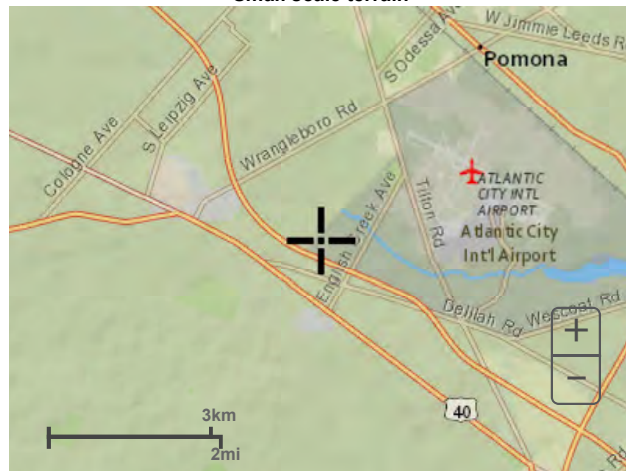 W Jimmie Leeds R
S Odessa Ave
Pomona
S Leipzig Ave
Cologne Ave
Wrangleboro Rd
English Creek Ave
Tilton Rd
ATLANTIC
CITY INTL
AIRPORT
Atlantic City
Int'l Airport
Delilah Rd
Wescoat Rd
+
−
40
3km
2mi
Rd